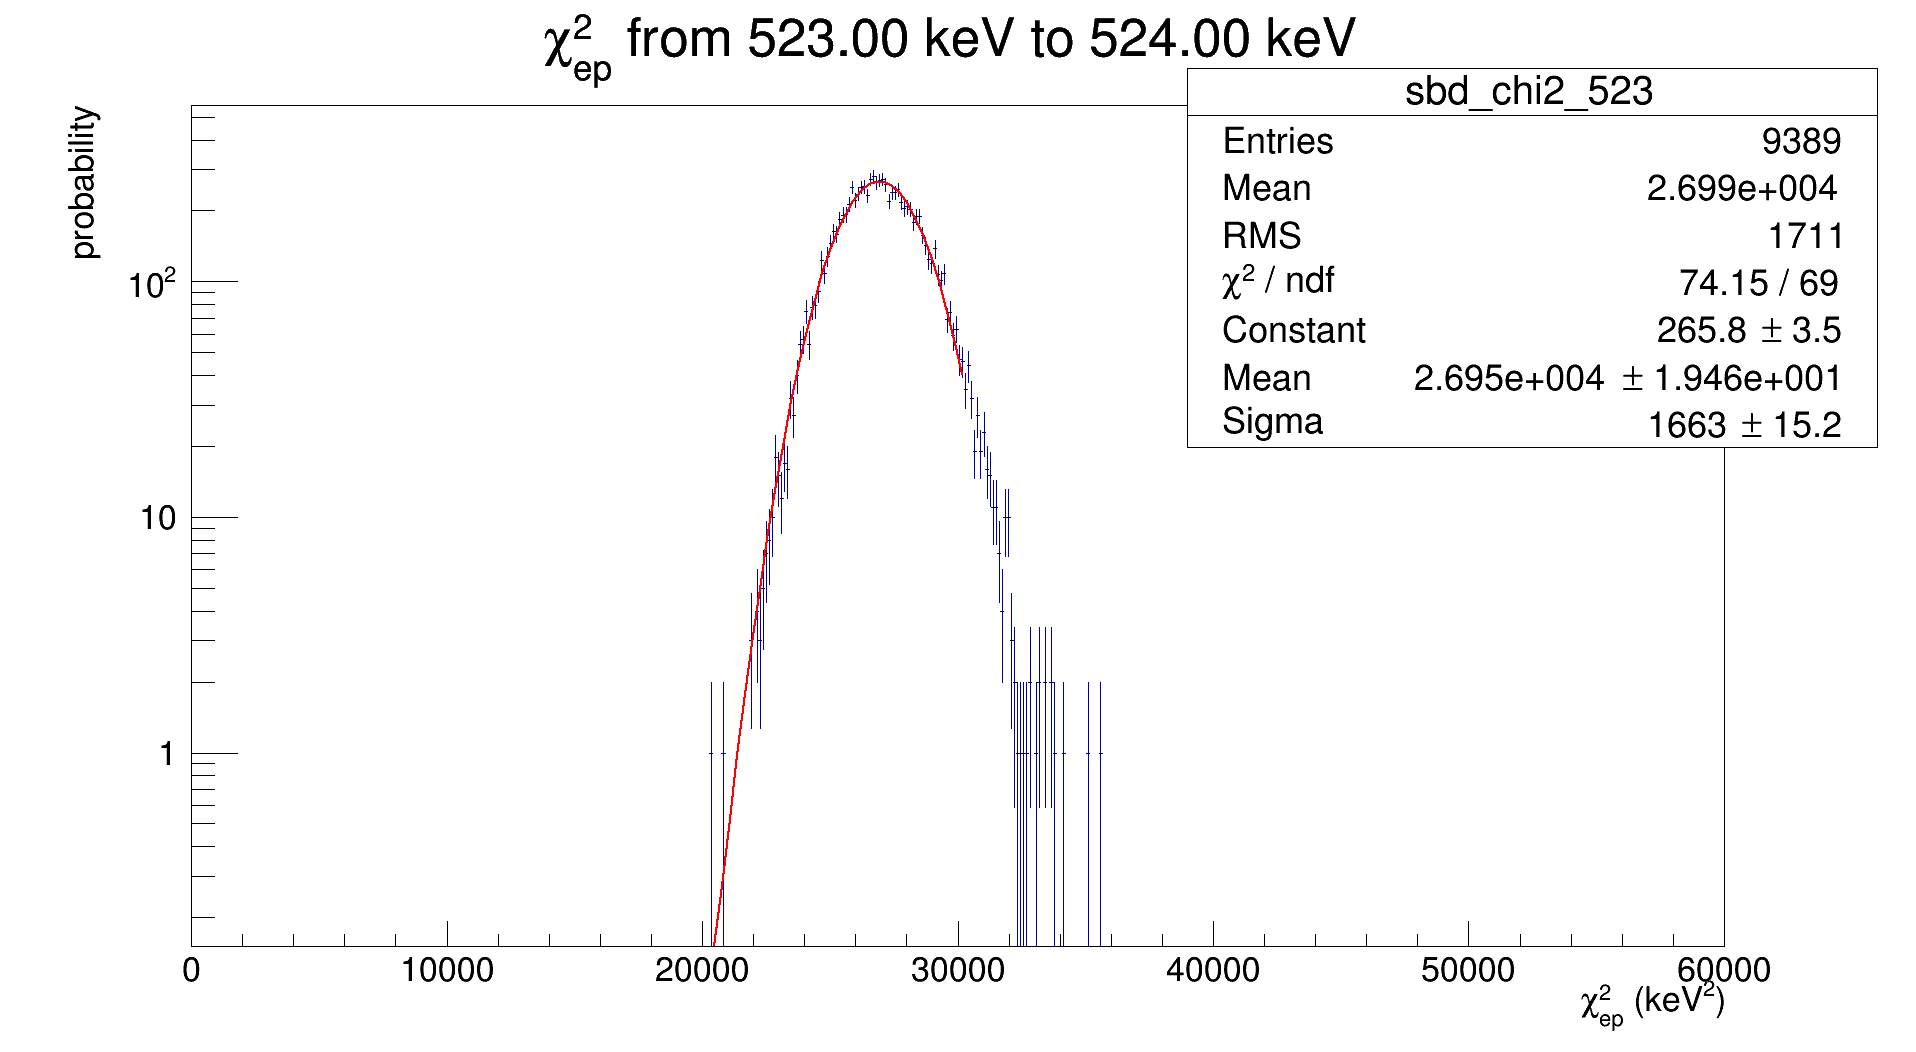 χ²ep from 523.00 keV to 524.00 keV
sbd_chi2_523
Entries 9389
Mean 2.699e+004
RMS 1711
χ² / ndf 74.15 / 69
Constant 265.8 ± 3.5
Mean 2.695e+004 ± 1.946e+001
Sigma 1663 ± 15.2
probability
10²
10
1
0 10000 20000 30000 40000 50000 60000
χ²ep (keV²)